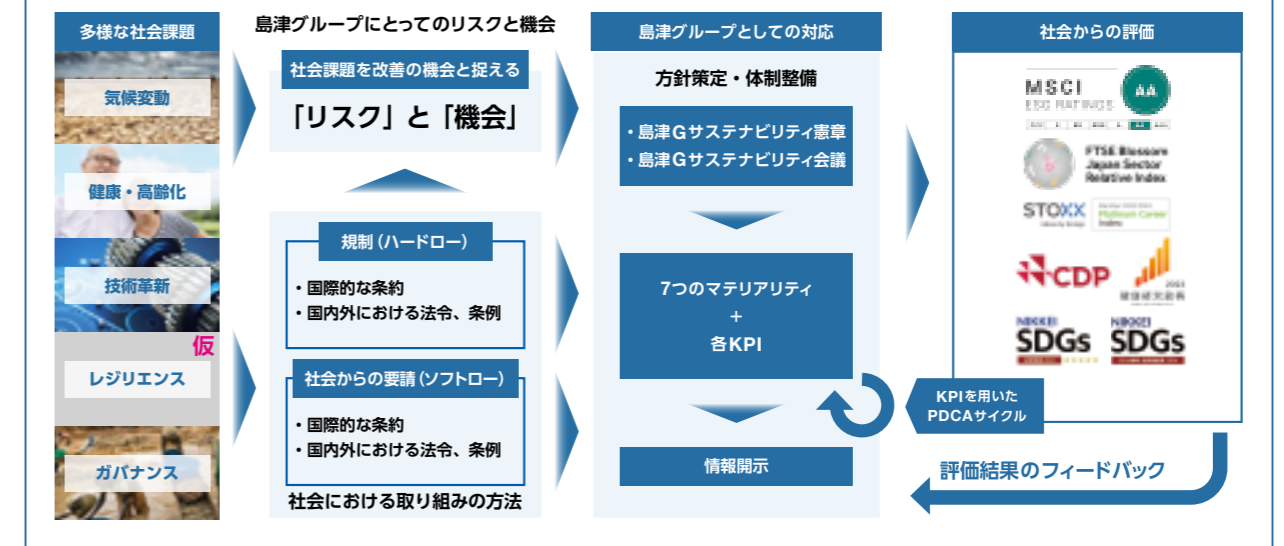 多様な社会課題
気候変動
健康・高齢化
技術革新
仮
レジリエンス
ガバナンス
島津グループにとってのリスクと機会
社会課題を改善の機会と捉える
「リスク」と「機会」
規制（ハードロー）
・国際的な条約
・国内外における法令、条例
社会からの要請（ソフトロー）
・国際的な条約
・国内外における法令、条例
社会における取り組みの方法
島津グループとしての対応
方針策定・体制整備
・島津Gサステナビリティ憲章
・島津Gサステナビリティ会議
7つのマテリアリティ
+
各KPI
情報開示
社会からの評価
MSCI
ESG RATINGS
AA
FTSE Blossom
Japan Sector
Relative Index
STOXX
Platinum Career
Index
CDP
NIKKEI
SDGs
NIKKEI
SDGs
KPIを用いた
PDCAサイクル
評価結果のフィードバック